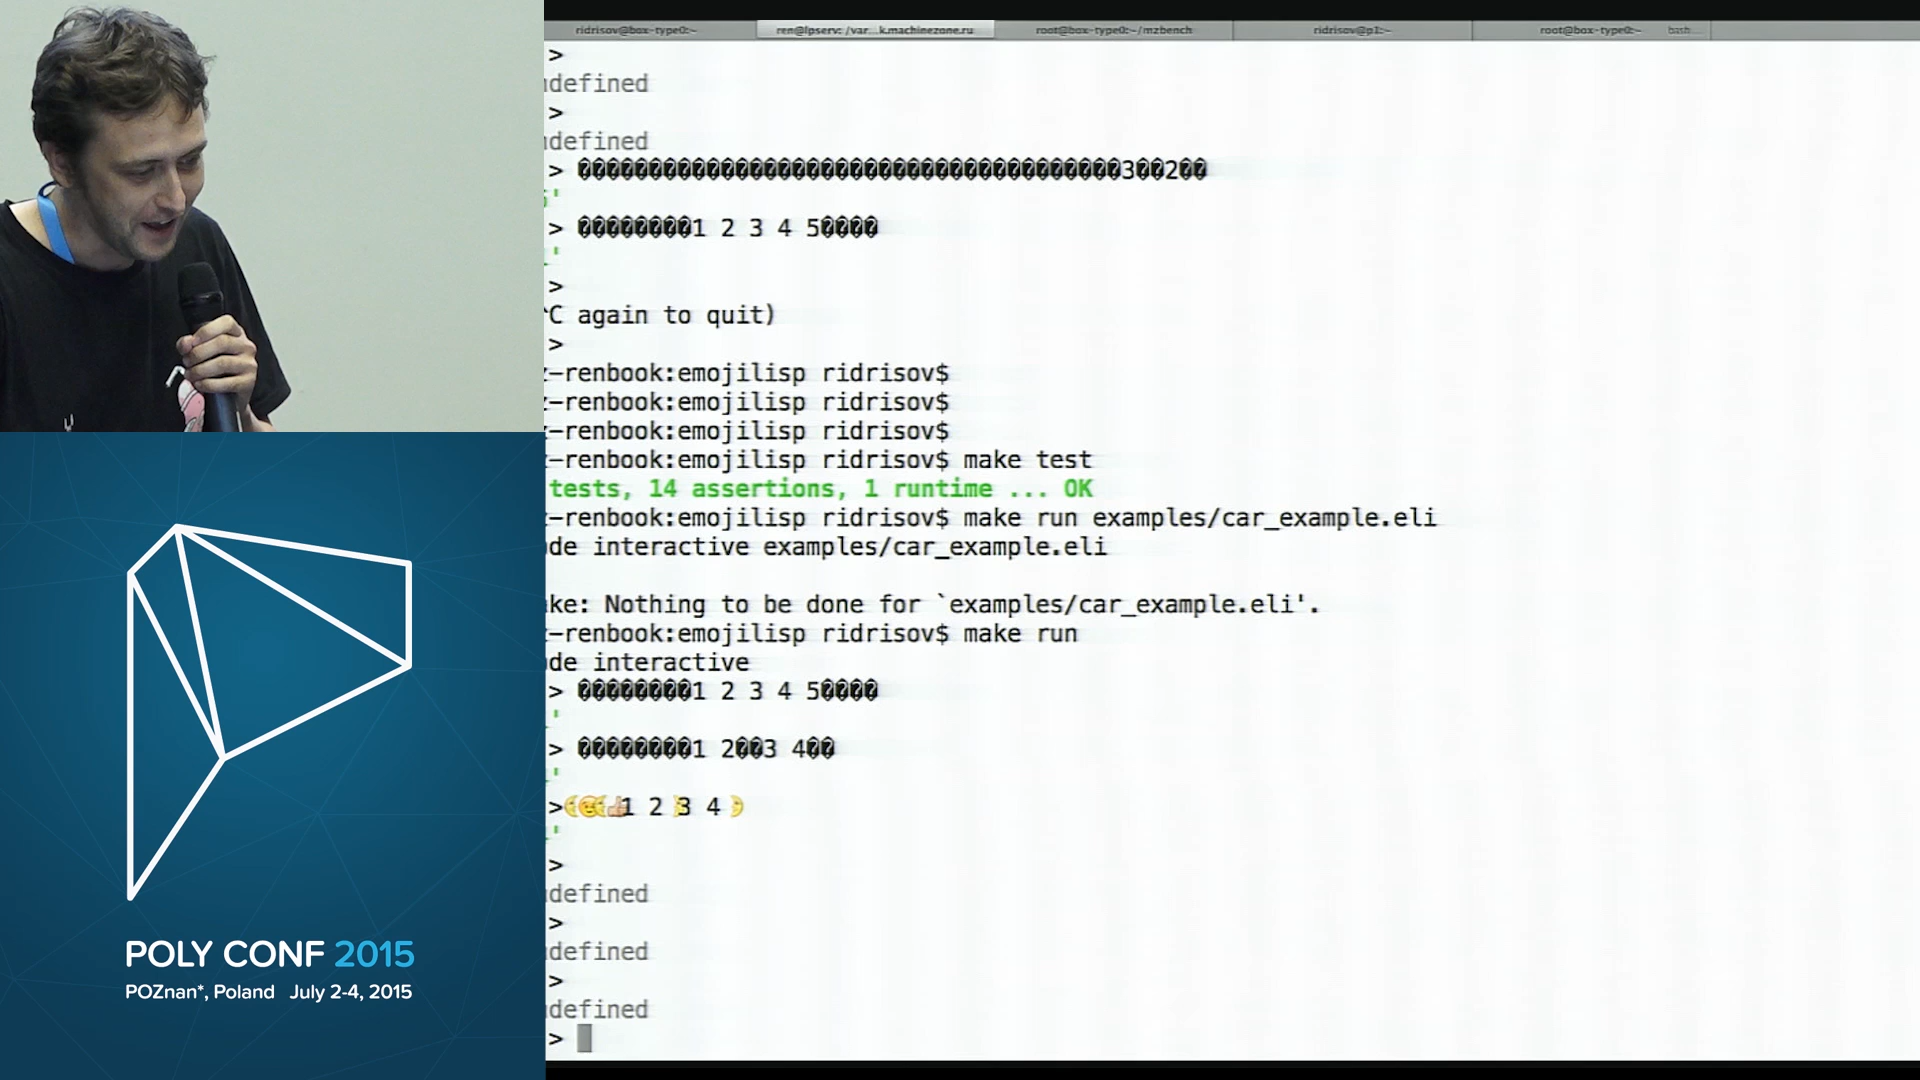 ridrisov@box-type0:~
ren@lpserv: /var...k.machinezone.ru
root@box-type0:~/mzbench
ridrisov@p1:~
root@box-type0:~
bash
>
defined
>
defined
> ��������������������������������������3��2��
'
> ��������1 2 3 4 5����
'
>
^C again to quit)
>
-renbook:emojilisp ridrisov$
-renbook:emojilisp ridrisov$
-renbook:emojilisp ridrisov$
-renbook:emojilisp ridrisov$ make test
tests, 14 assertions, 1 runtime ... OK
-renbook:emojilisp ridrisov$ make run examples/car_example.eli
de interactive examples/car_example.eli
ke: Nothing to be done for `examples/car_example.eli'.
-renbook:emojilisp ridrisov$ make run
de interactive
> ��������1 2 3 4 5����
'
> ��������1 2��3 4��
'
> 1 2 3 4
'
>
defined
>
defined
>
defined
>
POLY CONF 2015
POZnan*, Poland July 2-4, 2015